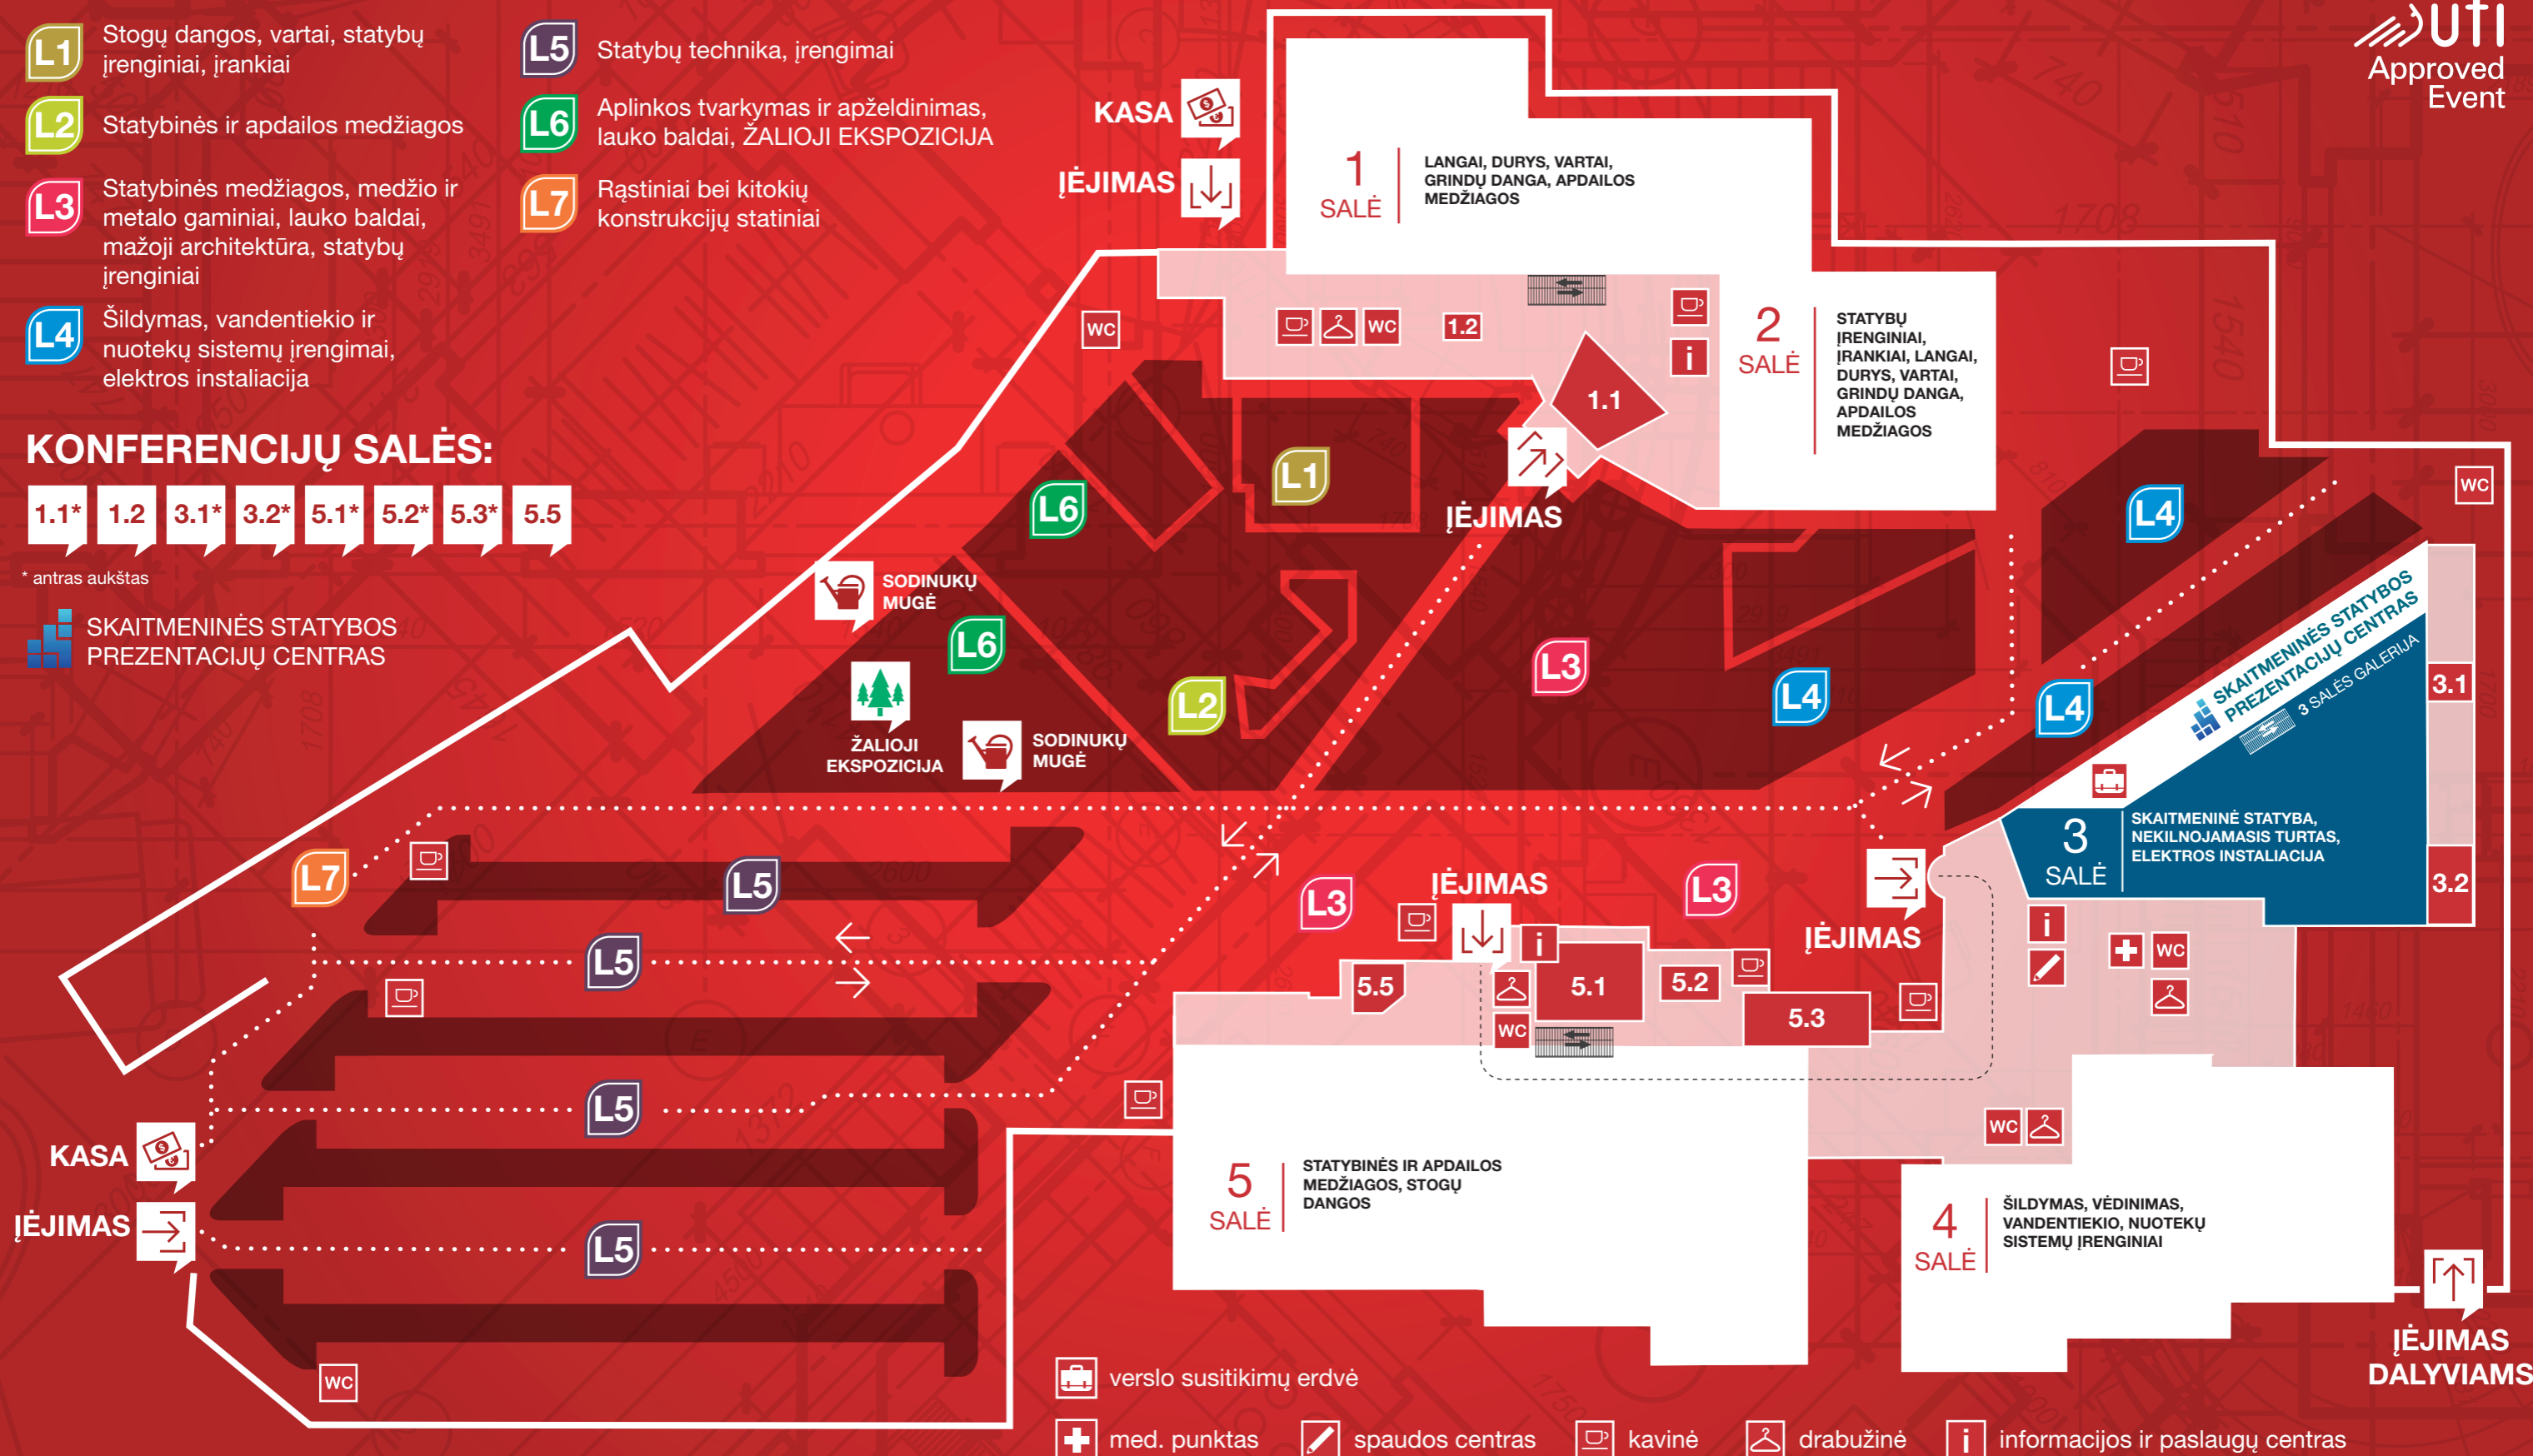 L1
Stogų dangos, vartai, statybų
įrenginiai, įrankiai
L2
Statybinės ir apdailos medžiagos
L3
Statybinės medžiagos, medžio ir
metalo gaminiai, lauko baldai,
mažoji architektūra, statybų
įrenginiai
L4
Šildymas, vandentiekio ir
nuotekų sistemų įrengimai,
elektros instaliacija
L5
Statybų technika, įrengimai
L6
Aplinkos tvarkymas ir apželdinimas,
lauko baldai, ŽALIOJI EKSPOZICIJA
L7
Rąstiniai bei kitokių
konstrukcijų statiniai
KONFERENCIJŲ SALĖS:
1.1* 1.2 3.1* 3.2* 5.1* 5.2* 5.3* 5.5
* antras aukštas
SKAITMENINĖS STATYBOS
PREZENTACIJŲ CENTRAS
UTI
Approved
Event
KASA
ĮĖJIMAS
1
SALĖ
LANGAI, DURYS, VARTAI,
GRINDŲ DANGA, APDAILOS
MEDŽIAGOS
WC
WC
1.2
i
1.1
2
SALĖ
STATYBŲ
ĮRENGINIAI,
ĮRANKIAI, LANGAI,
DURYS, VARTAI,
GRINDŲ DANGA,
APDAILOS
MEDŽIAGOS
L1
L6
ĮĖJIMAS
L4
WC
SODINUKŲ
MUGĖ
L6
ŽALIOJI
EKSPOZICIJA
SODINUKŲ
MUGĖ
L2
L3
L4
L4
SKAITMENINĖS STATYBOS
PREZENTACIJŲ CENTRAS
3 SALĖS GALERIJA
3.1
3
SALĖ
SKAITMENINĖ STATYBA,
NEKILNOJAMASIS TURTAS,
ELEKTROS INSTALIACIJA
3.2
L7
L5
L3
ĮĖJIMAS
L3
ĮĖJIMAS
i
WC
L5
5.5
i
WC
5.1
5.2
5.3
L5
WC
KASA
ĮĖJIMAS
L5
5
SALĖ
STATYBINĖS IR APDAILOS
MEDŽIAGOS, STOGŲ
DANGOS
4
SALĖ
ŠILDYMAS, VĖDINIMAS,
VANDENTIEKIO, NUOTEKŲ
SISTEMŲ ĮRENGINIAI
ĮĖJIMAS
DALYVIAMS
WC
verslo susitikimų erdvė
med. punktas
spaudos centras
kavinė
drabužinė
i
informacijos ir paslaugų centras